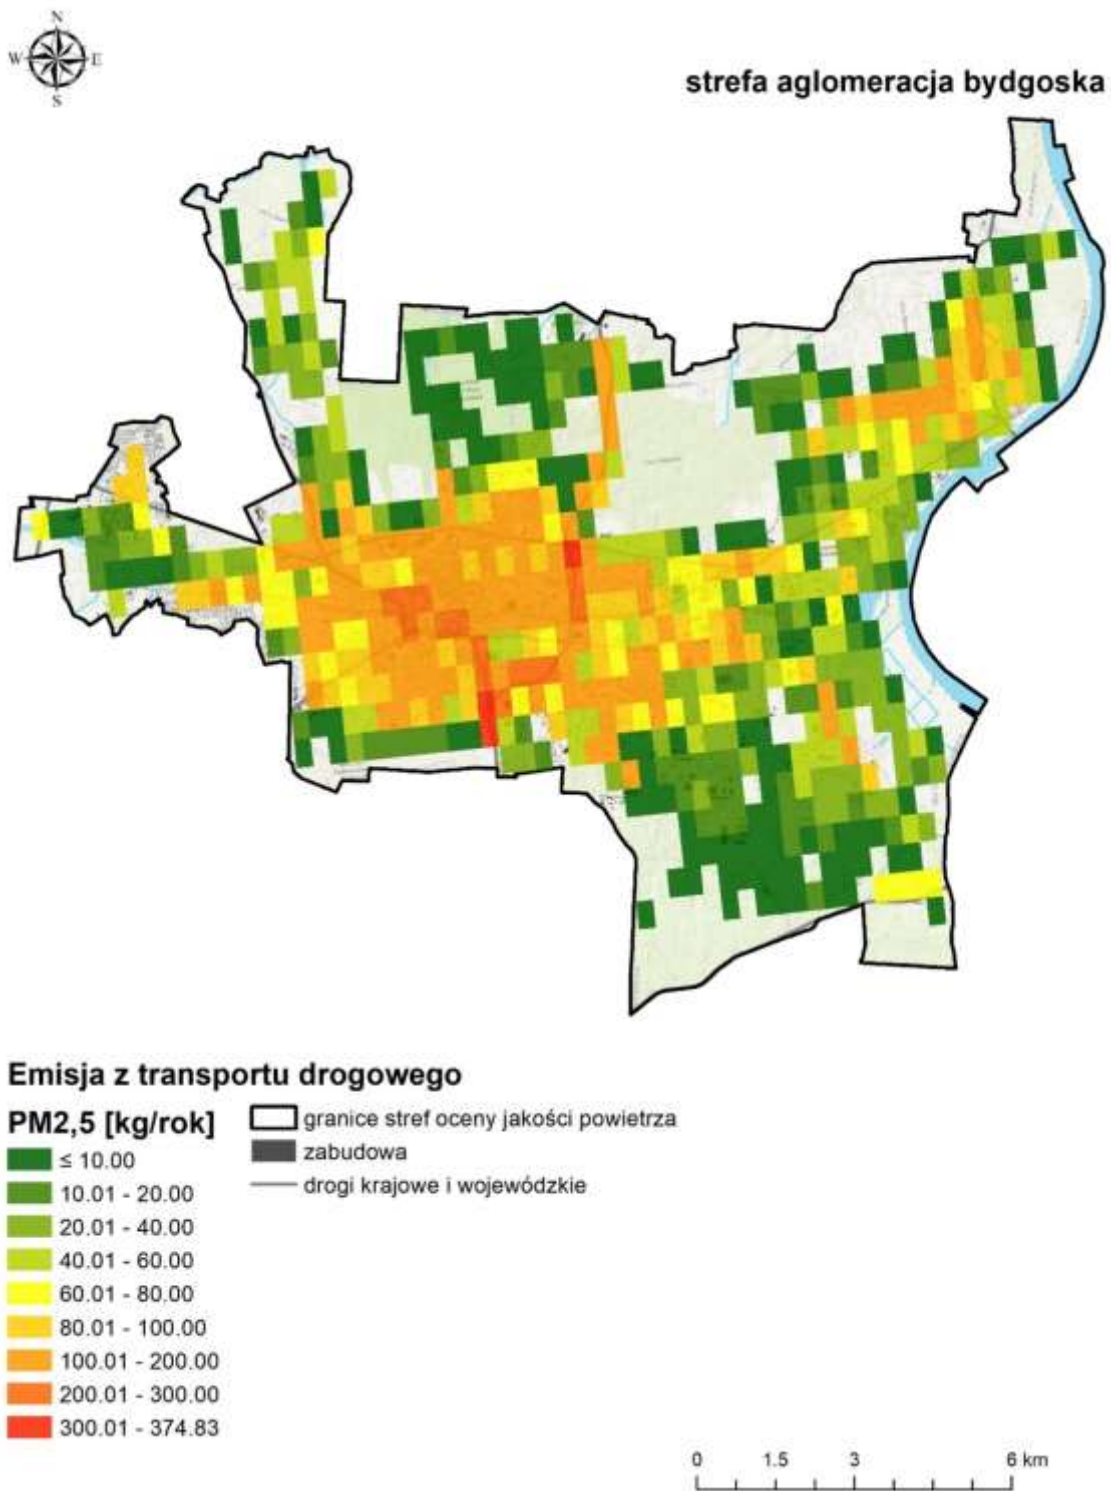 N
W E
S
strefa aglomeracja bydgoska
Emisja z transportu drogowego
PM2,5 [kg/rok]
≤ 10.00
10.01 - 20.00
20.01 - 40.00
40.01 - 60.00
60.01 - 80.00
80.01 - 100.00
100.01 - 200.00
200.01 - 300.00
300.01 - 374.83
granice stref oceny jakości powietrza
zabudowa
drogi krajowe i wojewódzkie
0 1.5 3 6 km